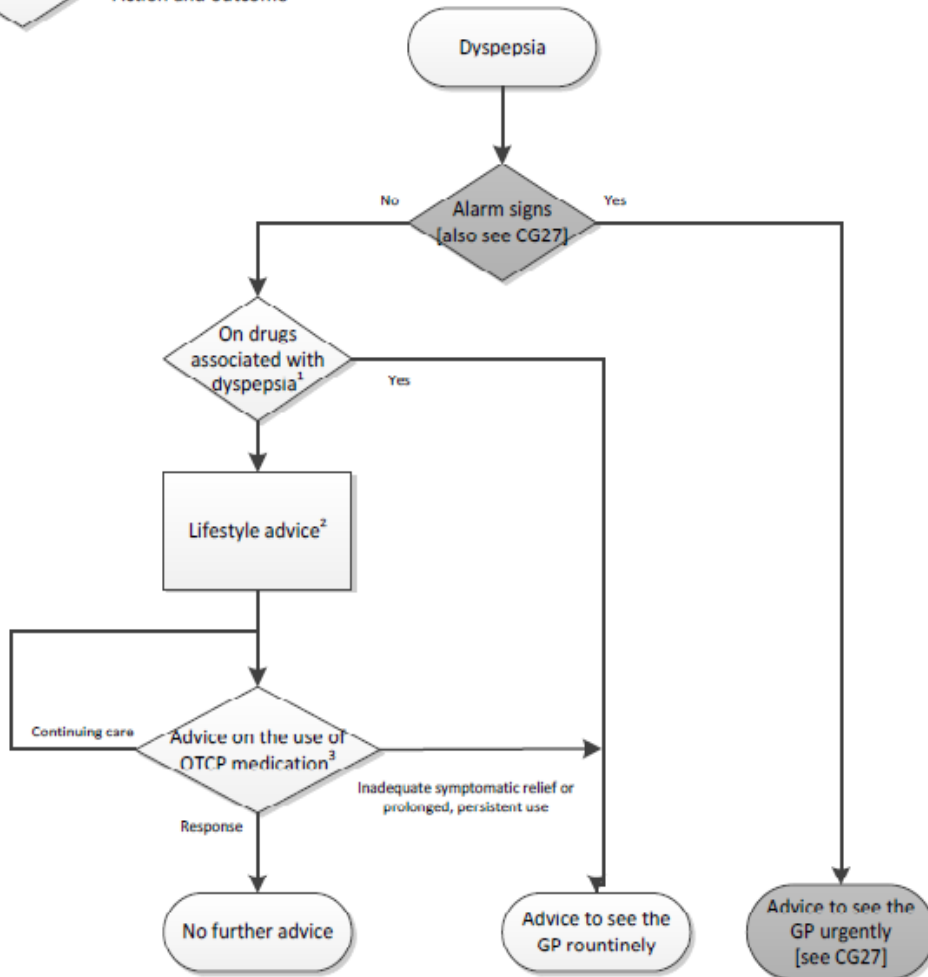 Action and outcome
Dyspepsia
No
Alarm signs
[also see CG27]
Yes
On drugs
associated with
dyspepsia¹
Yes
Lifestyle advice²
Continuing care
Advice on the use of
OTCP medication³
Inadequate symptomatic relief or
prolonged, persistent use
Response
No further advice
Advice to see the
GP rountinely
Advice to see the
GP urgently
[see CG27]